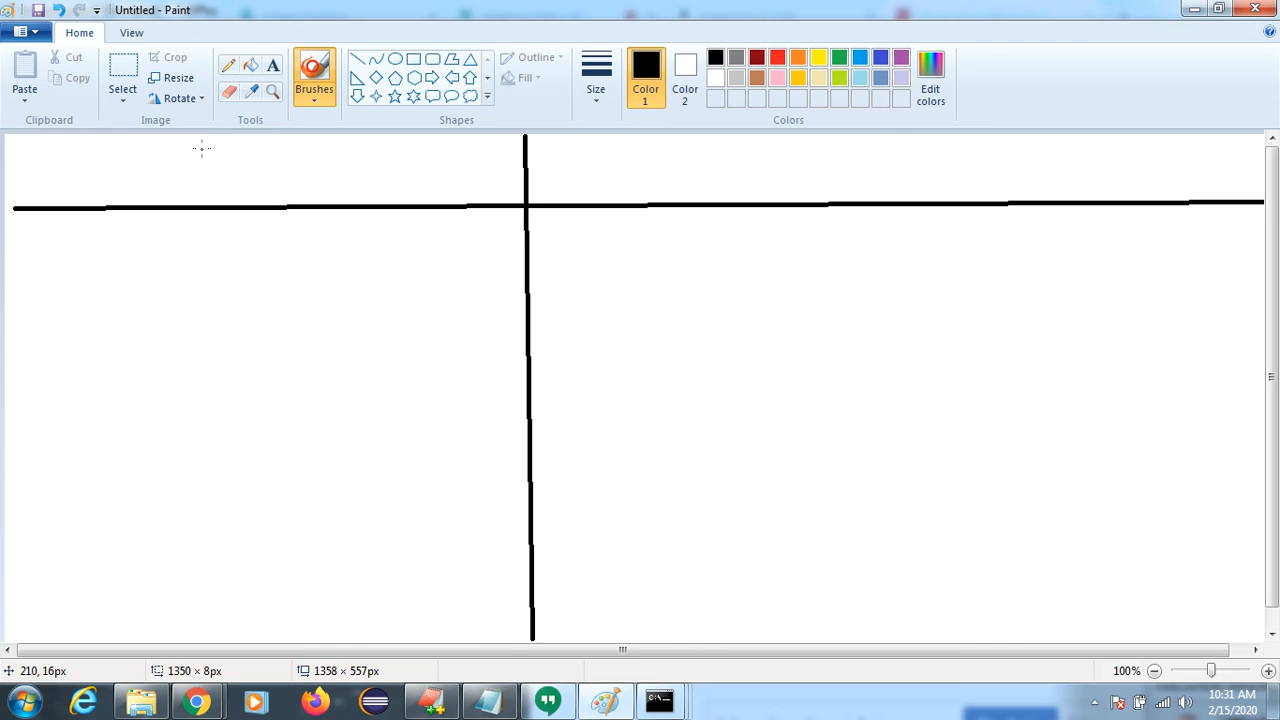 Untitled - Paint
Home View
Paste
Cut
Copy
Clipboard
Select
Crop
Resize
Rotate
Image
Tools
Brushes
Outline
Fill
Shapes
Size
Color 1
Color 2
Edit colors
Colors
210, 16px 1350 × 8px 1358 × 557px 100%
C:\_
10:31 AM
2/15/2020